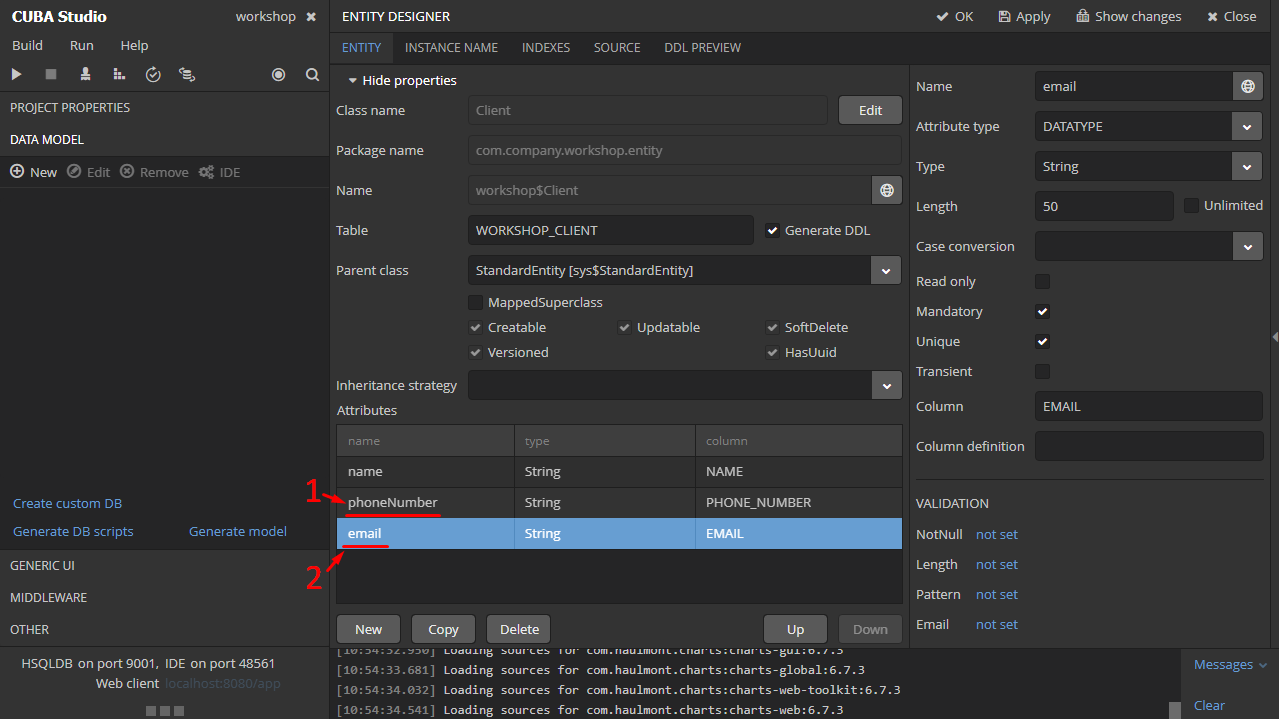 CUBA Studio
workshop
Build Run Help
PROJECT PROPERTIES
DATA MODEL
New Edit Remove IDE
Create custom DB
Generate DB scripts Generate model
GENERIC UI
MIDDLEWARE
OTHER
HSQLDB on port 9001, IDE on port 48561
Web client localhost:8080/app
ENTITY DESIGNER
OK Apply Show changes Close
ENTITY INSTANCE NAME INDEXES SOURCE DDL PREVIEW
Hide properties
Class name Client Edit
Package name com.company.workshop.entity
Name workshop$Client
Table WORKSHOP_CLIENT Generate DDL
Parent class StandardEntity [sys$StandardEntity]
MappedSuperclass
Creatable Updatable SoftDelete
Versioned HasUuid
Inheritance strategy
Attributes
name type column
name String NAME
1 phoneNumber String PHONE_NUMBER
email String EMAIL
2
New Copy Delete Up Down
Name email
Attribute type DATATYPE
Type String
Length 50 Unlimited
Case conversion
Read only
Mandatory
Unique
Transient
Column EMAIL
Column definition
VALIDATION
NotNull not set
Length not set
Pattern not set
Email not set
[10:54:32.950] Loading sources for com.haulmont.charts:charts-gui:6.7.3
[10:54:33.681] Loading sources for com.haulmont.charts:charts-global:6.7.3
[10:54:34.032] Loading sources for com.haulmont.charts:charts-web-toolkit:6.7.3
[10:54:34.541] Loading sources for com.haulmont.charts:charts-web:6.7.3
Messages
Clear